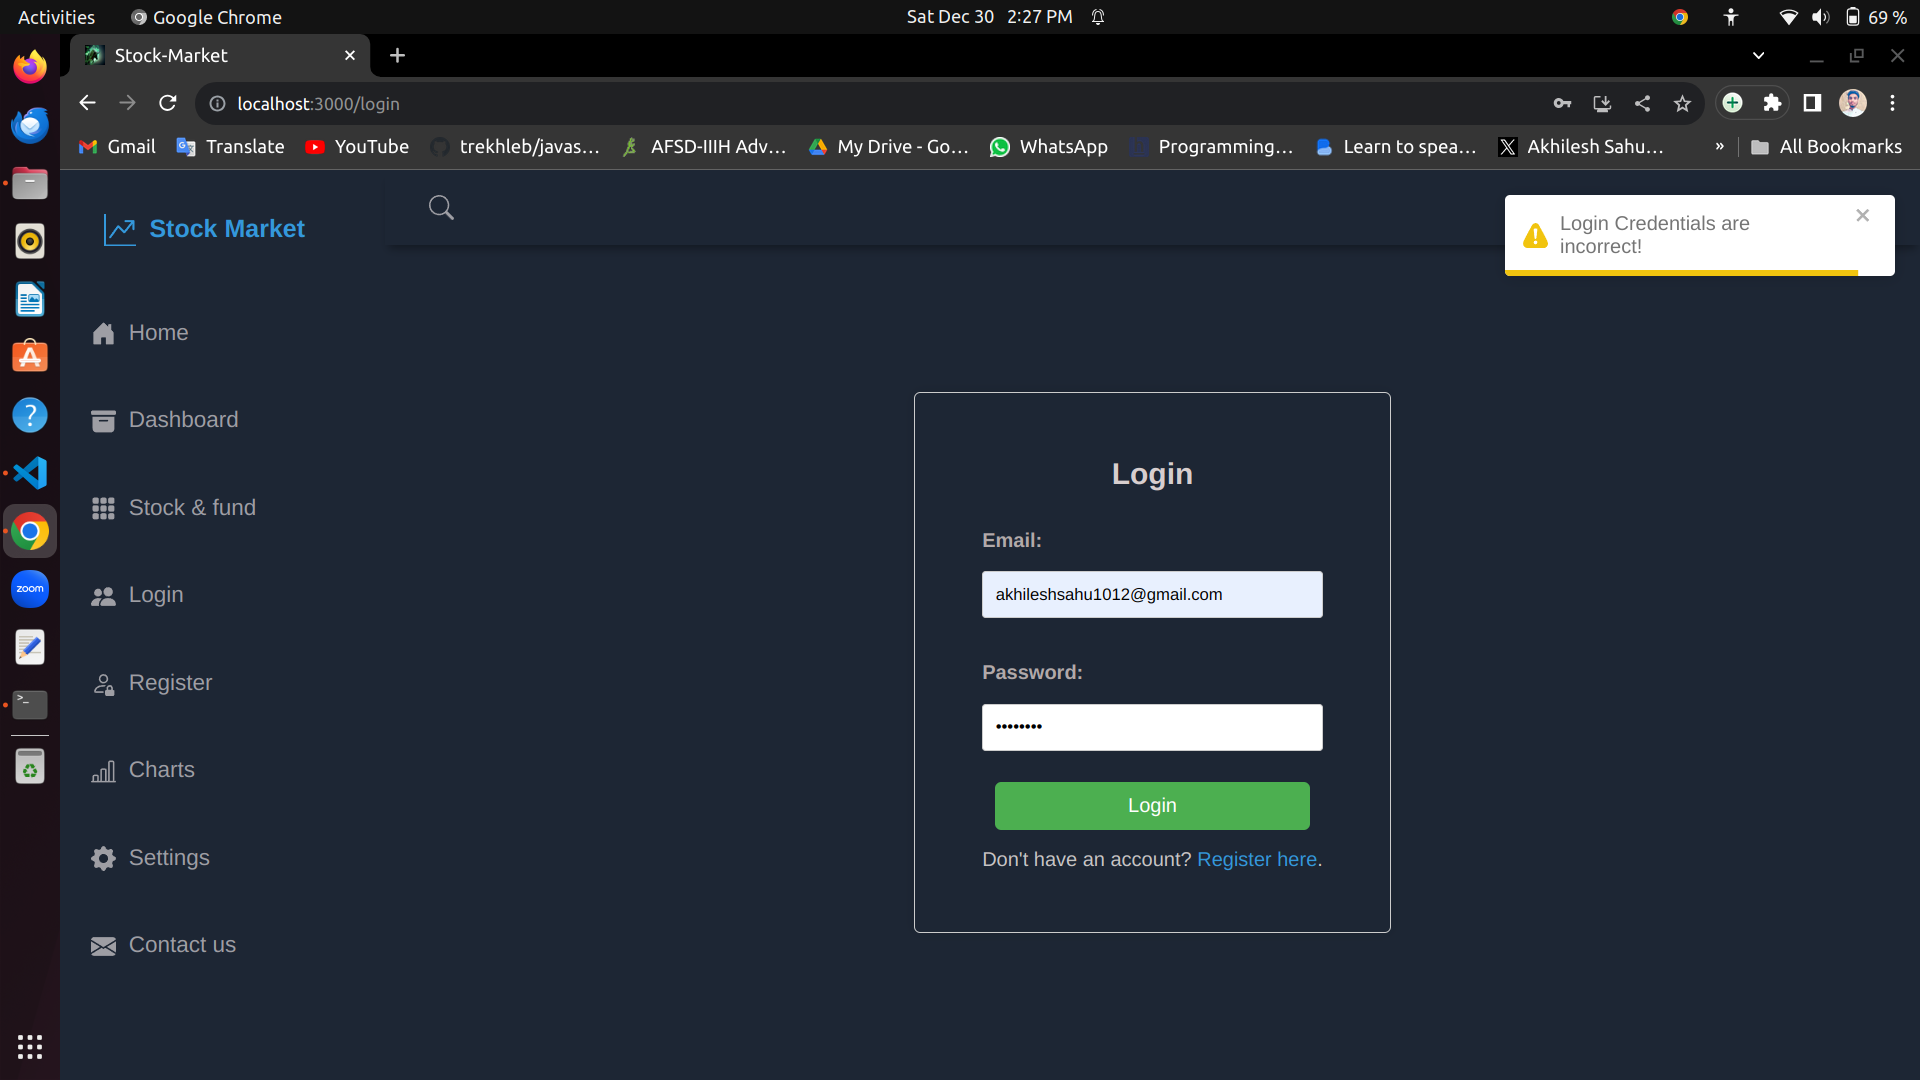 Activities
Google Chrome
Sat Dec 30 2:27 PM
69 %
Stock-Market
localhost:3000/login
Gmail
Translate
YouTube
trekhleb/javas...
AFSD-IIIH Adv...
My Drive - Go...
WhatsApp
Programming...
Learn to spea...
Akhilesh Sahu...
»
All Bookmarks
Stock Market
Login Credentials are
incorrect!
Home
Dashboard
Stock & fund
Login
Register
Charts
Settings
Contact us
Login
Email:
akhileshsahu1012@gmail.com
Password:
••••••••
Login
Don't have an account? Register here.
zoom